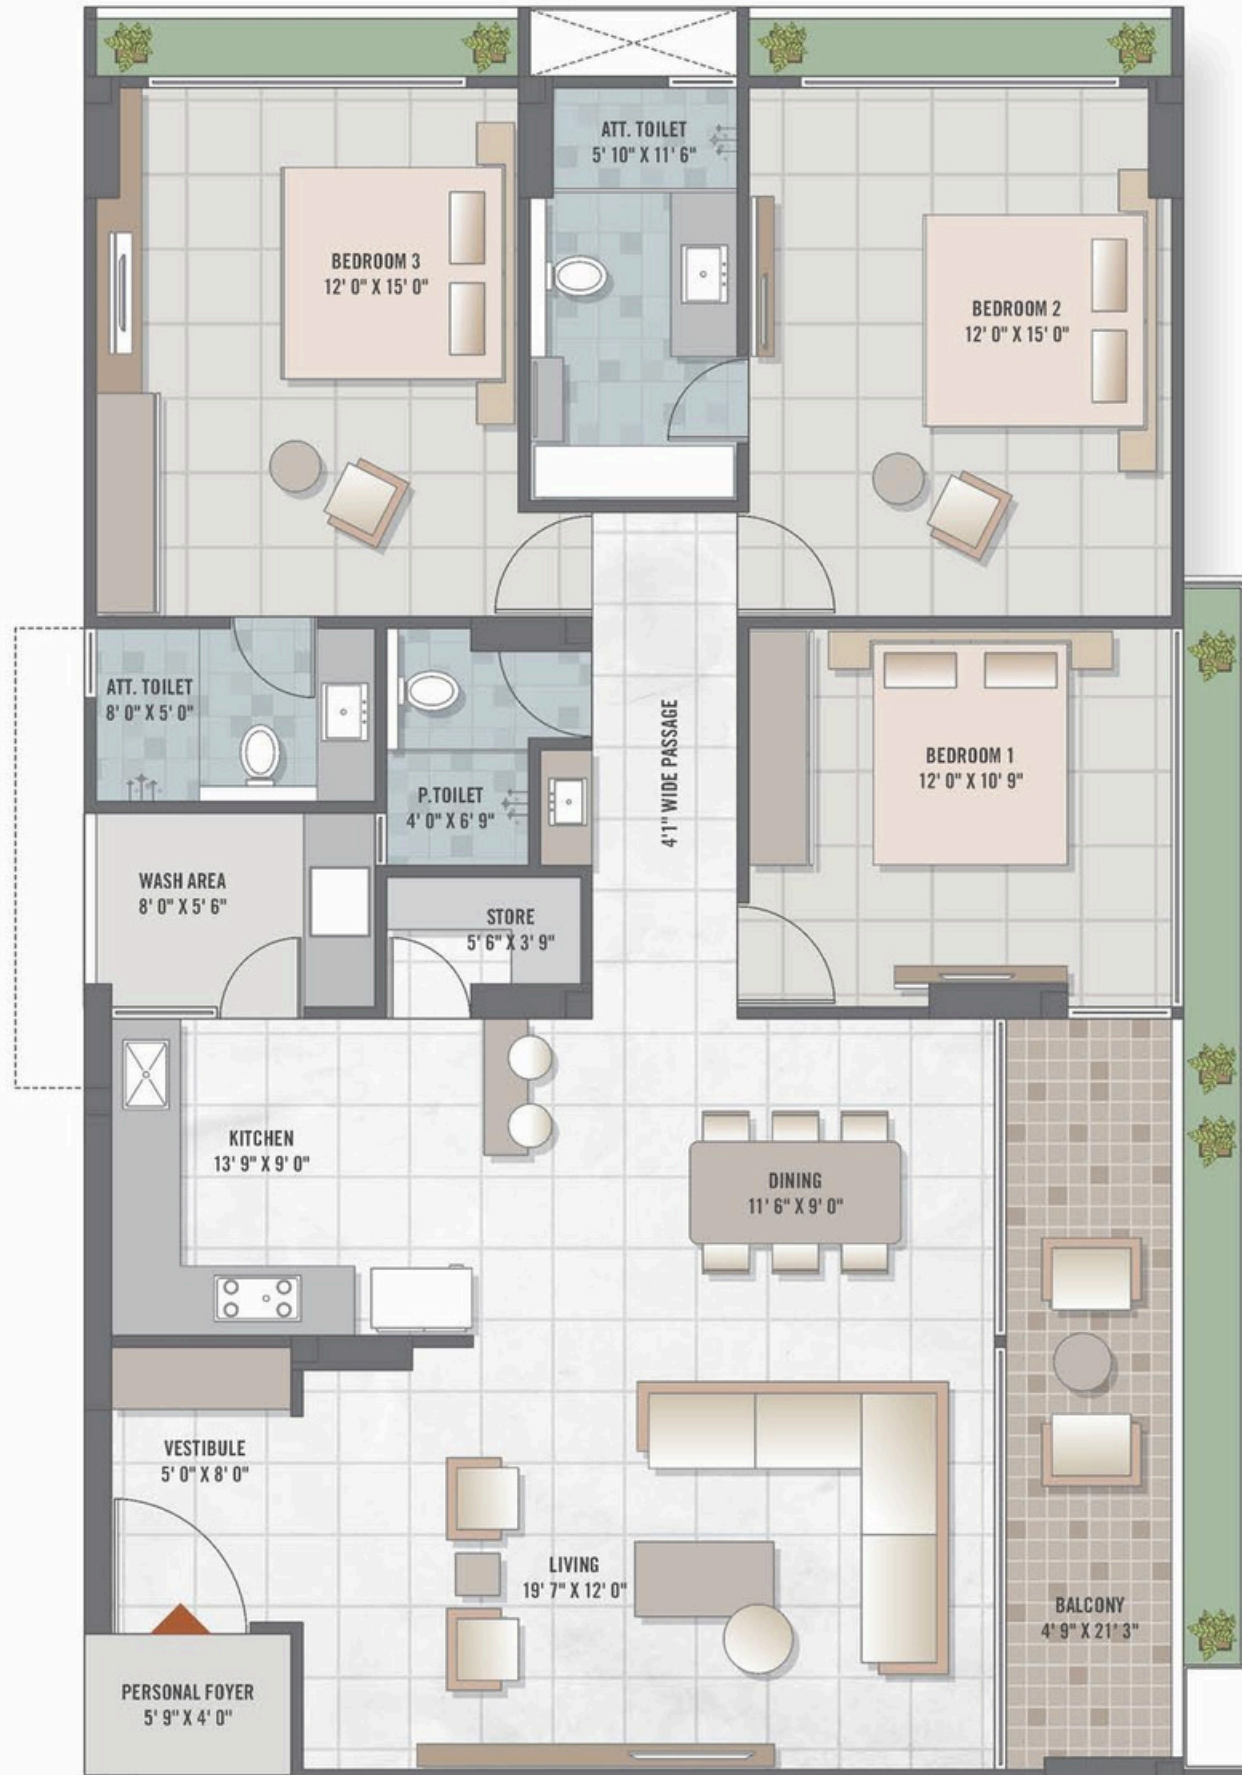 ATT. TOILET
5' 10" X 11' 6"
BEDROOM 3
12' 0" X 15' 0"
BEDROOM 2
12' 0" X 15' 0"
ATT. TOILET
8' 0" X 5' 0"
P.TOILET
4' 0" X 6' 9"
4'1" WIDE PASSAGE
BEDROOM 1
12' 0" X 10' 9"
WASH AREA
8' 0" X 5' 6"
STORE
5' 6" X 3' 9"
KITCHEN
13' 9" X 9' 0"
DINING
11' 6" X 9' 0"
VESTIBULE
5' 0" X 8' 0"
LIVING
19' 7" X 12' 0"
BALCONY
4' 9" X 21' 3"
PERSONAL FOYER
5' 9" X 4' 0"